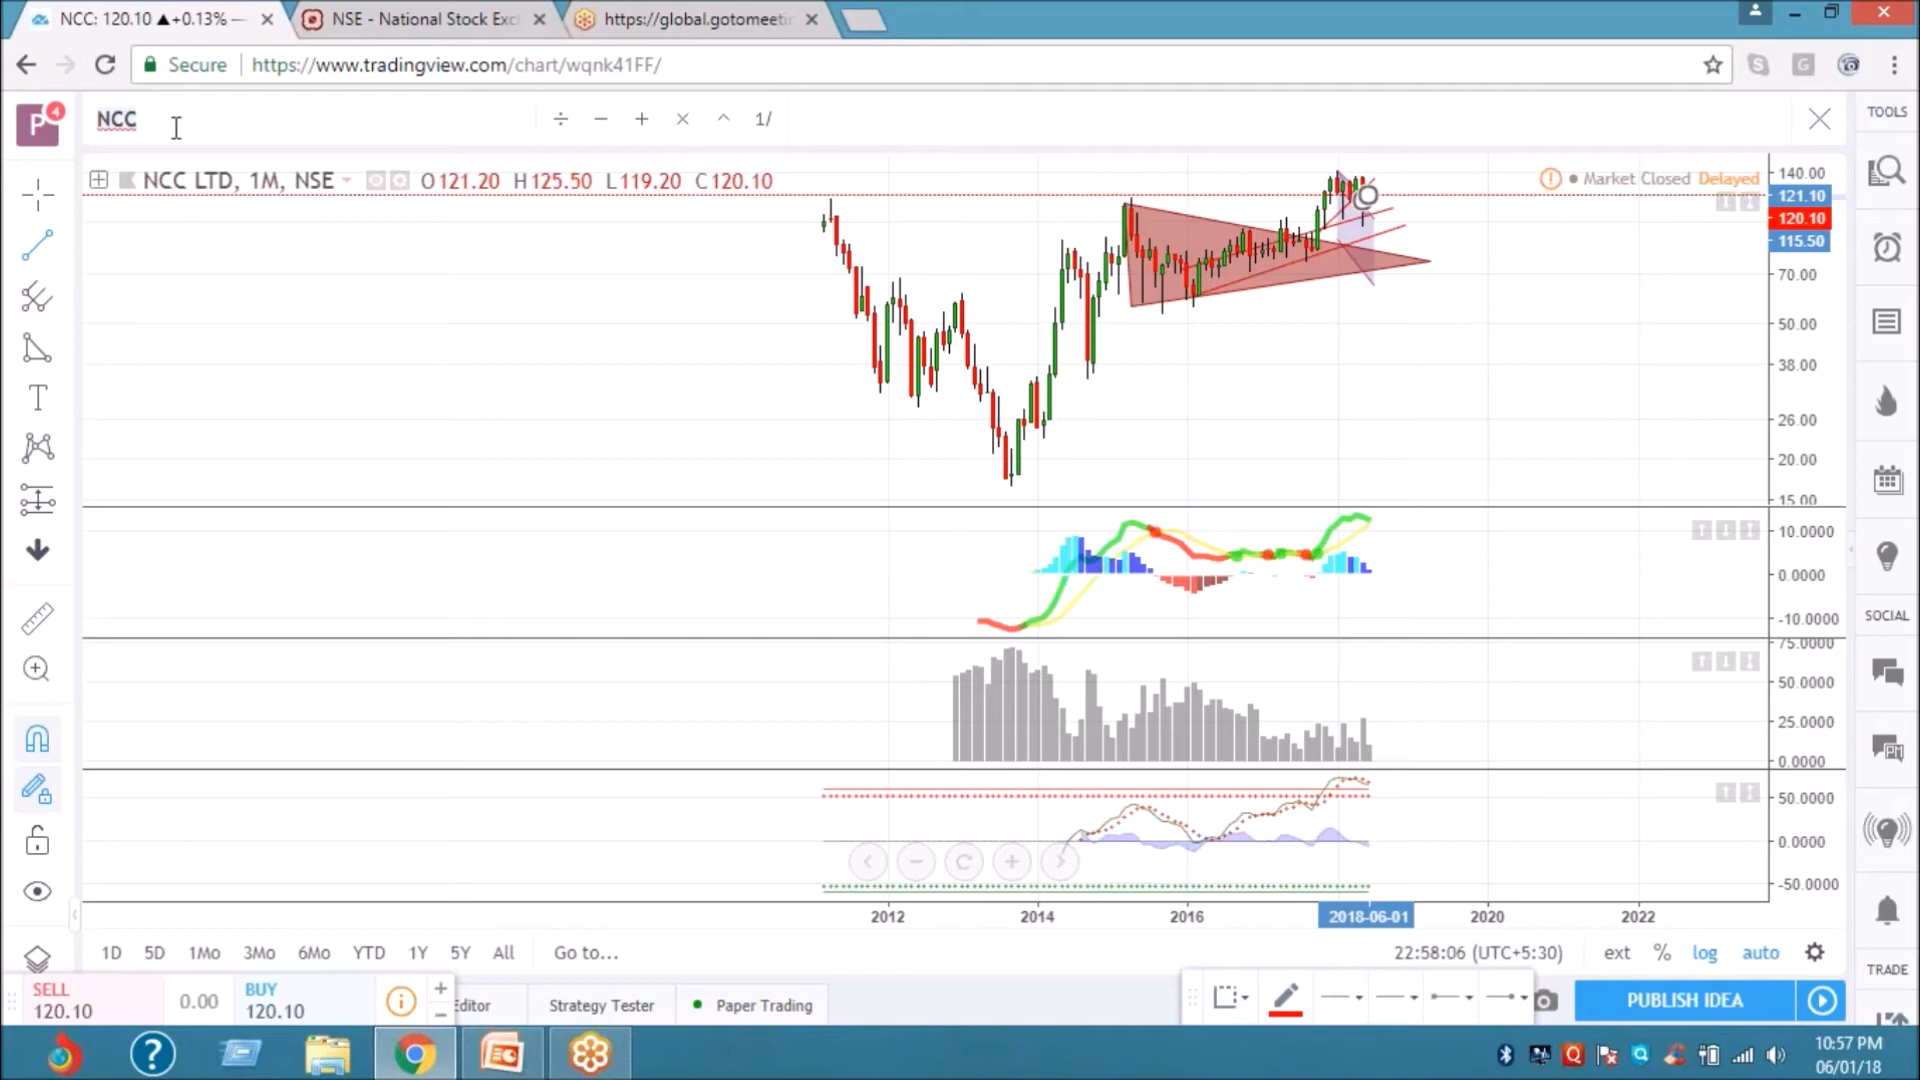 NCC: 120.10 ▲+0.13% —
NSE - National Stock Exc
https://global.gotomeetin
Secure
https://www.tradingview.com/chart/wqnk41FF/
P 4
NCC
÷ − + × ^ 1/
TOOLS
NCC LTD, 1M, NSE O121.20 H125.50 L119.20 C120.10
Market Closed Delayed
140.00
121.10
120.10
115.50
70.00
50.00
38.00
26.00
20.00
15.00
10.0000
0.0000
-10.0000
SOCIAL
75.0000
50.0000
25.0000
0.0000
50.0000
0.0000
-50.0000
2012 2014 2016 2018-06-01 2020 2022
1D 5D 1Mo 3Mo 6Mo YTD 1Y 5Y All Go to...
22:58:06 (UTC+5:30) ext % log auto
TRADE
SELL
120.10
0.00
BUY
120.10
Editor
Strategy Tester
Paper Trading
PUBLISH IDEA
10:57 PM
06/01/18